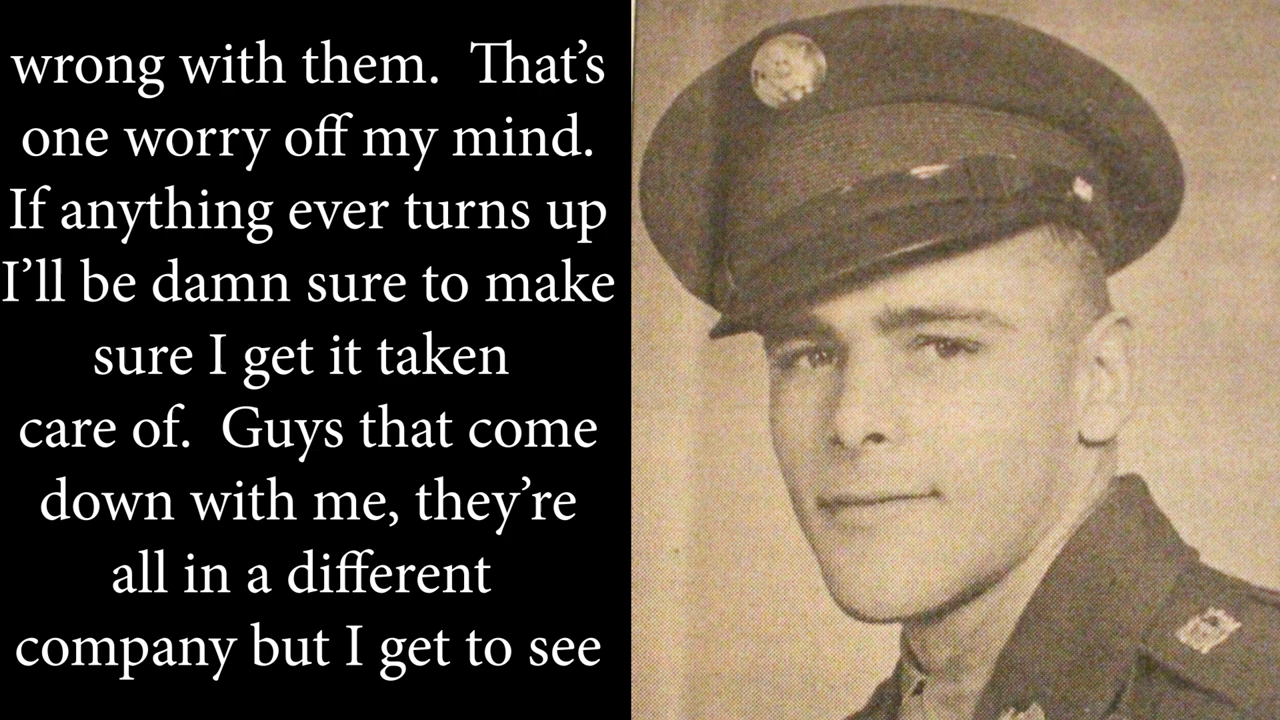 wrong with them.  That's
one worry off my mind.
If anything ever turns up
I'll be damn sure to make
sure I get it taken
care of.  Guys that come
down with me, they're
all in a different
company but I get to see